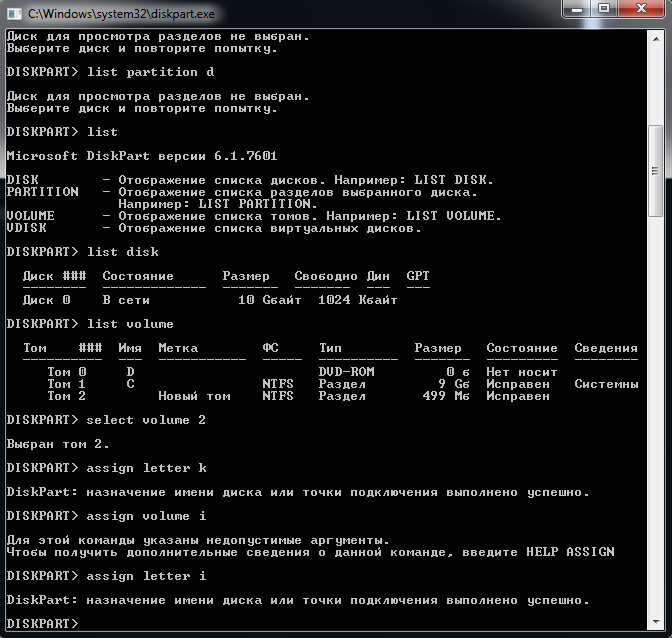 C:\Windows\system32\diskpart.exe
Диск для просмотра разделов не выбран.
Выберите диск и повторите попытку.
DISKPART> list partition d
Диск для просмотра разделов не выбран.
Выберите диск и повторите попытку.
DISKPART> list
Microsoft DiskPart версии 6.1.7601
DISK - Отображение списка дисков. Например: LIST DISK.
PARTITION - Отображение списка разделов выбранного диска.
Например: LIST PARTITION.
VOLUME - Отображение списка томов. Например: LIST VOLUME.
VDISK - Отображение списка виртуальных дисков.
DISKPART> list disk
Диск ### Состояние Размер Свободно Дин GPT
-------- ------------- ------- ------- --- ---
Диск 0 В сети 10 Gбайт 1024 Kбайт
DISKPART> list volume
Том ### Имя Метка ФС Тип Размер Состояние Сведения
---------- --- ----------- ----- ---------- ------- --------- --------
Том 0 D DVD-ROM 0 б Нет носит
Том 1 C NTFS Раздел 9 Gб Исправен Системны
Том 2 Новый том NTFS Раздел 499 Mб Исправен
DISKPART> select volume 2
Выбран том 2.
DISKPART> assign letter k
DiskPart: назначение имени диска или точки подключения выполнено успешно.
DISKPART> assign volume i
Для этой команды указаны недопустимые аргументы.
Чтобы получить дополнительные сведения о данной команде, введите HELP ASSIGN
DISKPART> assign letter i
DiskPart: назначение имени диска или точки подключения выполнено успешно.
DISKPART>